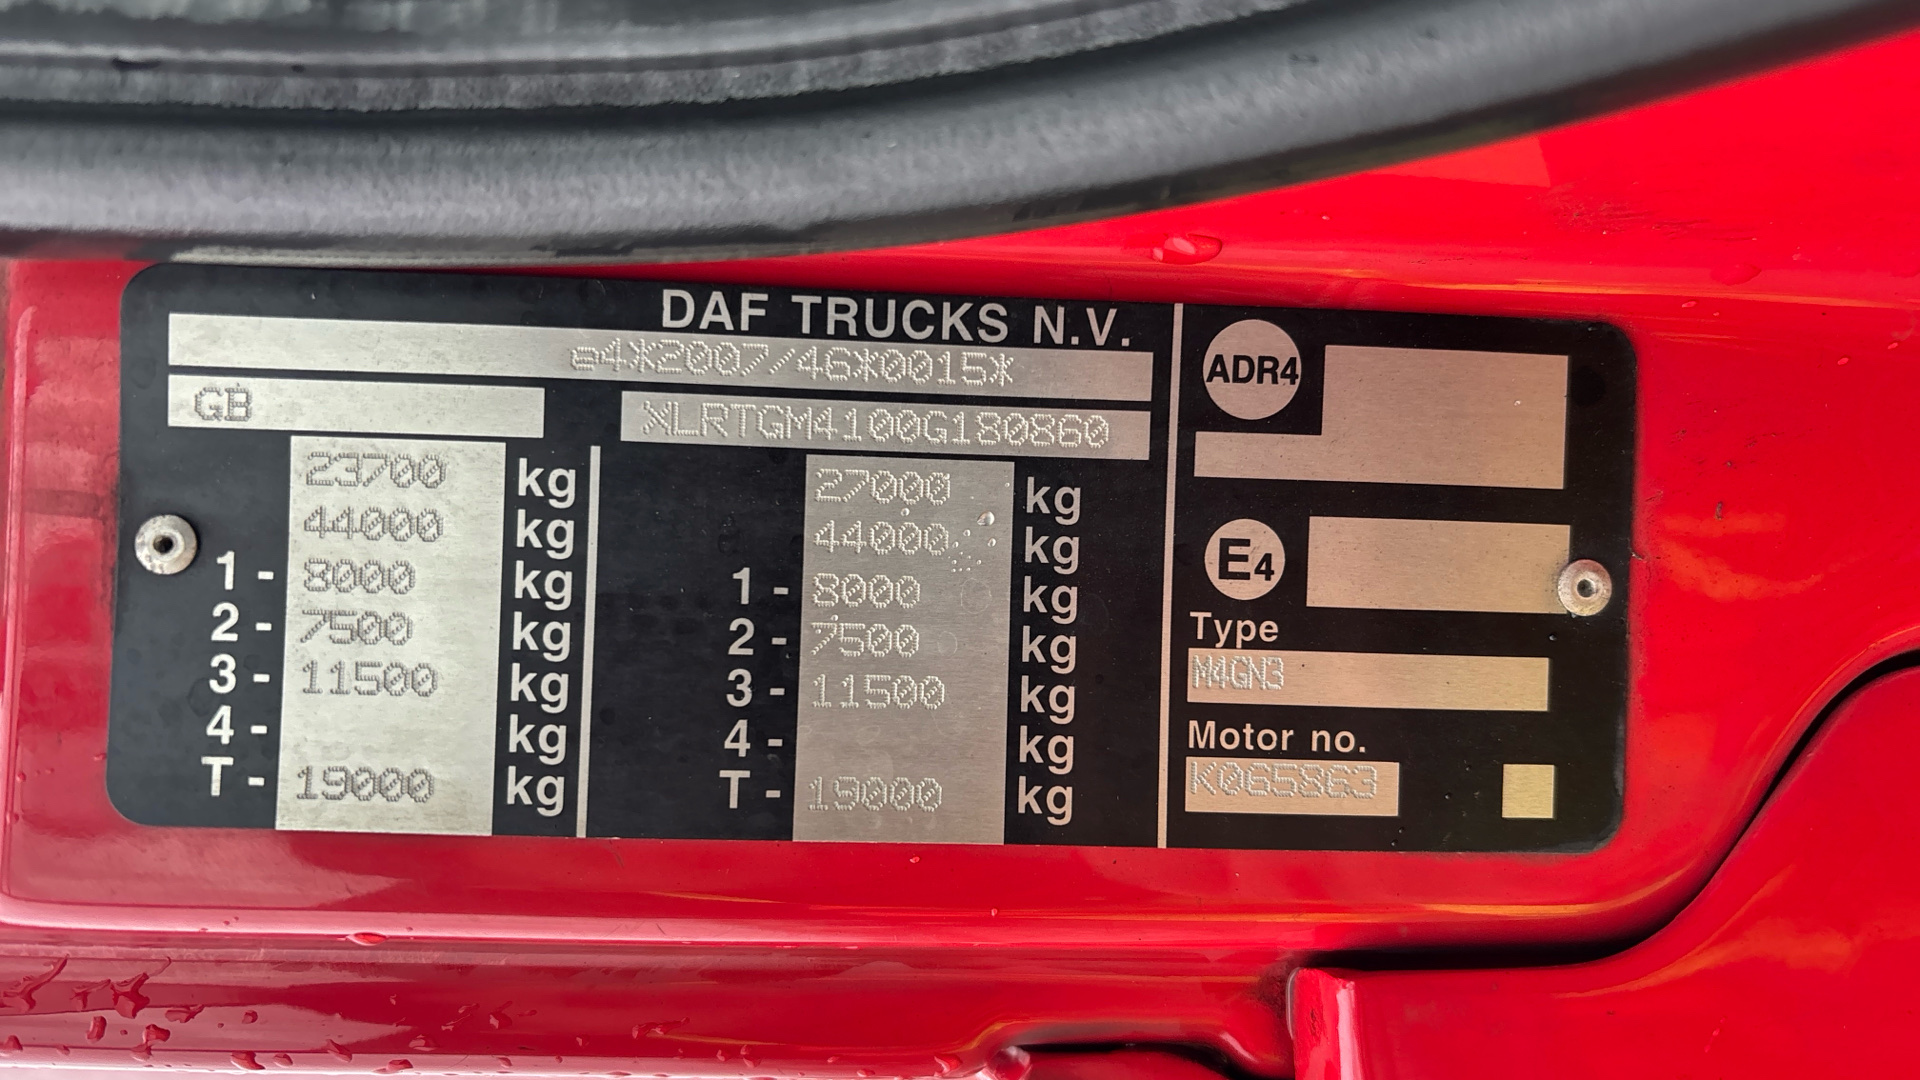 DAF TRUCKS N.V.
e4*2007/46*0015*
GB
XLRTGM4100G180860
23700 kg
44000 kg
1 - 8000 kg
2 - 7500 kg
3 - 11500 kg
4 - kg
T - 19000 kg
27000 kg
44000 kg
1 - 8000 kg
2 - 7500 kg
3 - 11500 kg
4 - kg
T - 19000 kg
ADR4
E4
Type
M4GN3
Motor no.
K065863